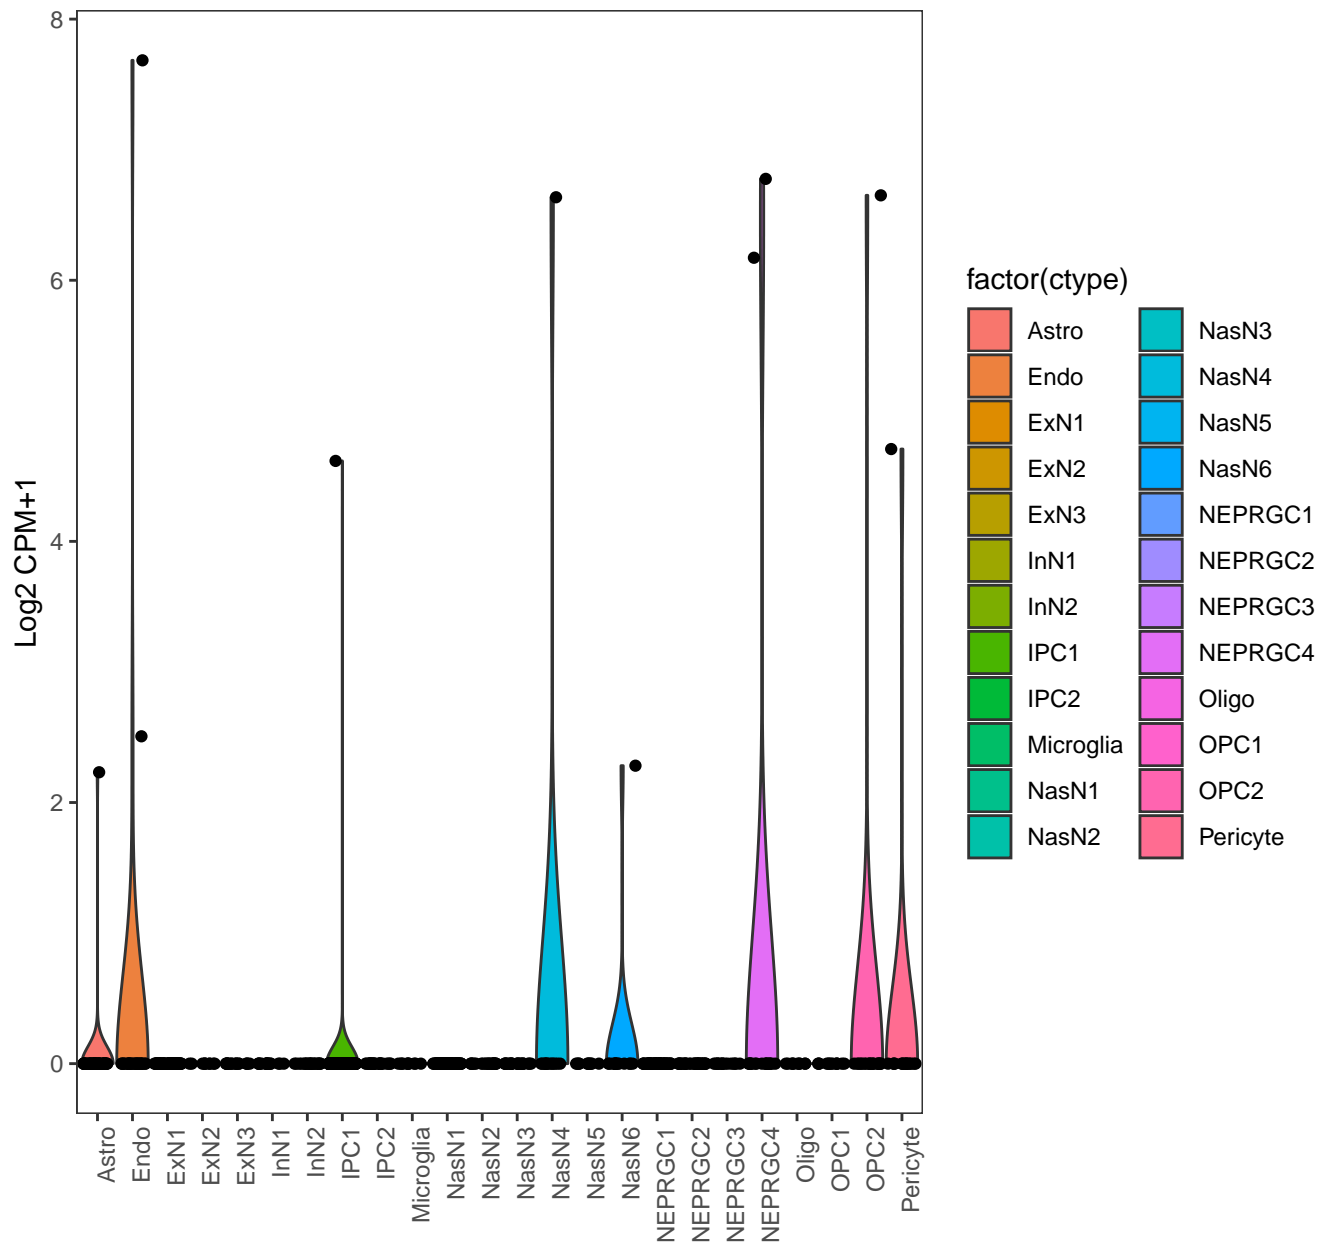 8
6
4
2
0
Log2 CPM+1
Astro
Endo
ExN1
ExN2
ExN3
InN1
InN2
IPC1
IPC2
Microglia
NasN1
NasN2
NasN3
NasN4
NasN5
NasN6
NEPRGC1
NEPRGC2
NEPRGC3
NEPRGC4
Oligo
OPC1
OPC2
Pericyte
factor(ctype)
Astro
Endo
ExN1
ExN2
ExN3
InN1
InN2
IPC1
IPC2
Microglia
NasN1
NasN2
NasN3
NasN4
NasN5
NasN6
NEPRGC1
NEPRGC2
NEPRGC3
NEPRGC4
Oligo
OPC1
OPC2
Pericyte